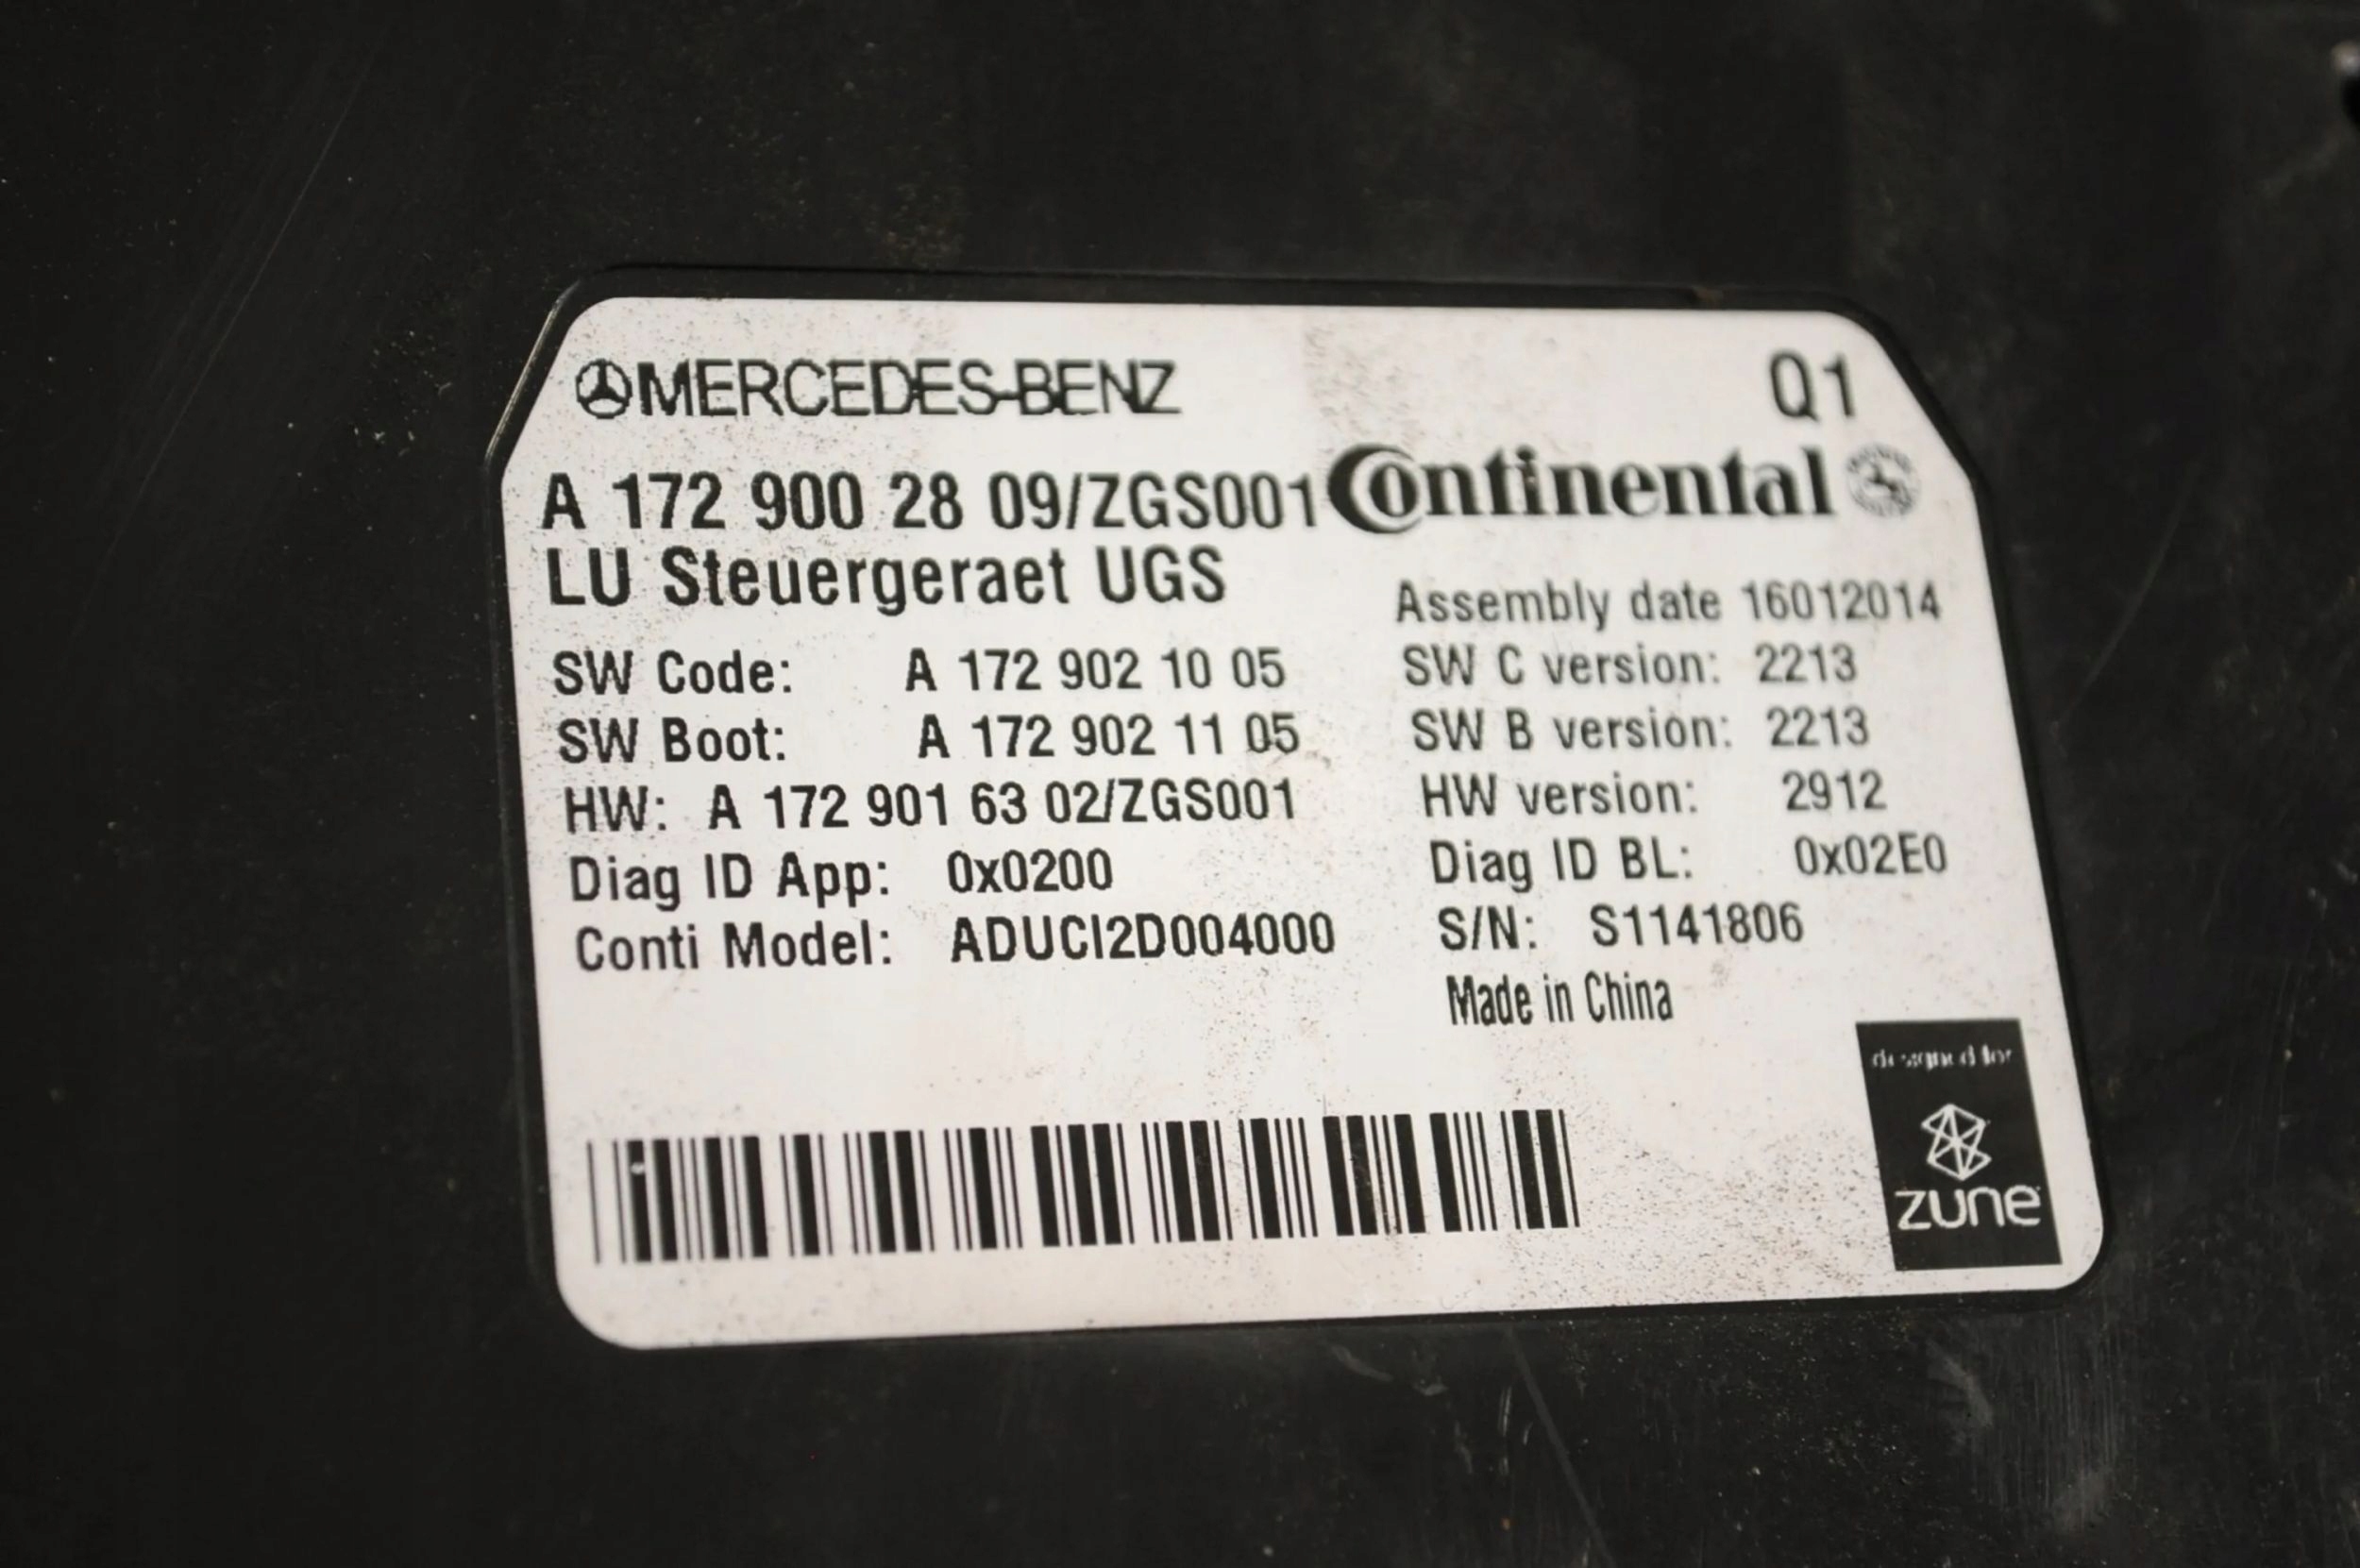 MERCEDES-BENZ
Q1
A 172 900 28 09/ZGS001
Continental
LU Steuergeraet UGS
Assembly date 16012014
SW Code: A 172 902 10 05
SW C version: 2213
SW Boot: A 172 902 11 05
SW B version: 2213
HW: A 172 901 63 02/ZGS001
HW version: 2912
Diag ID App: 0x0200
Diag ID BL: 0x02E0
Conti Model: ADUCI2D004000
S/N: S1141806
Made in China
designed for
zune